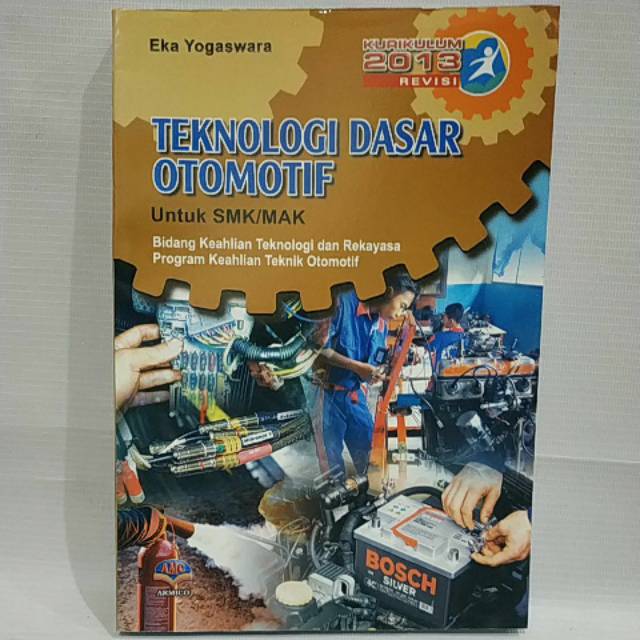 Eka Yogaswara
KURIKULUM
2013
REVISI
TEKNOLOGI DASAR
OTOMOTIF
Untuk SMK/MAK
Bidang Keahlian Teknologi dan Rekayasa
Program Keahlian Teknik Otomotif
BOSCH
SILVER
ARMICO